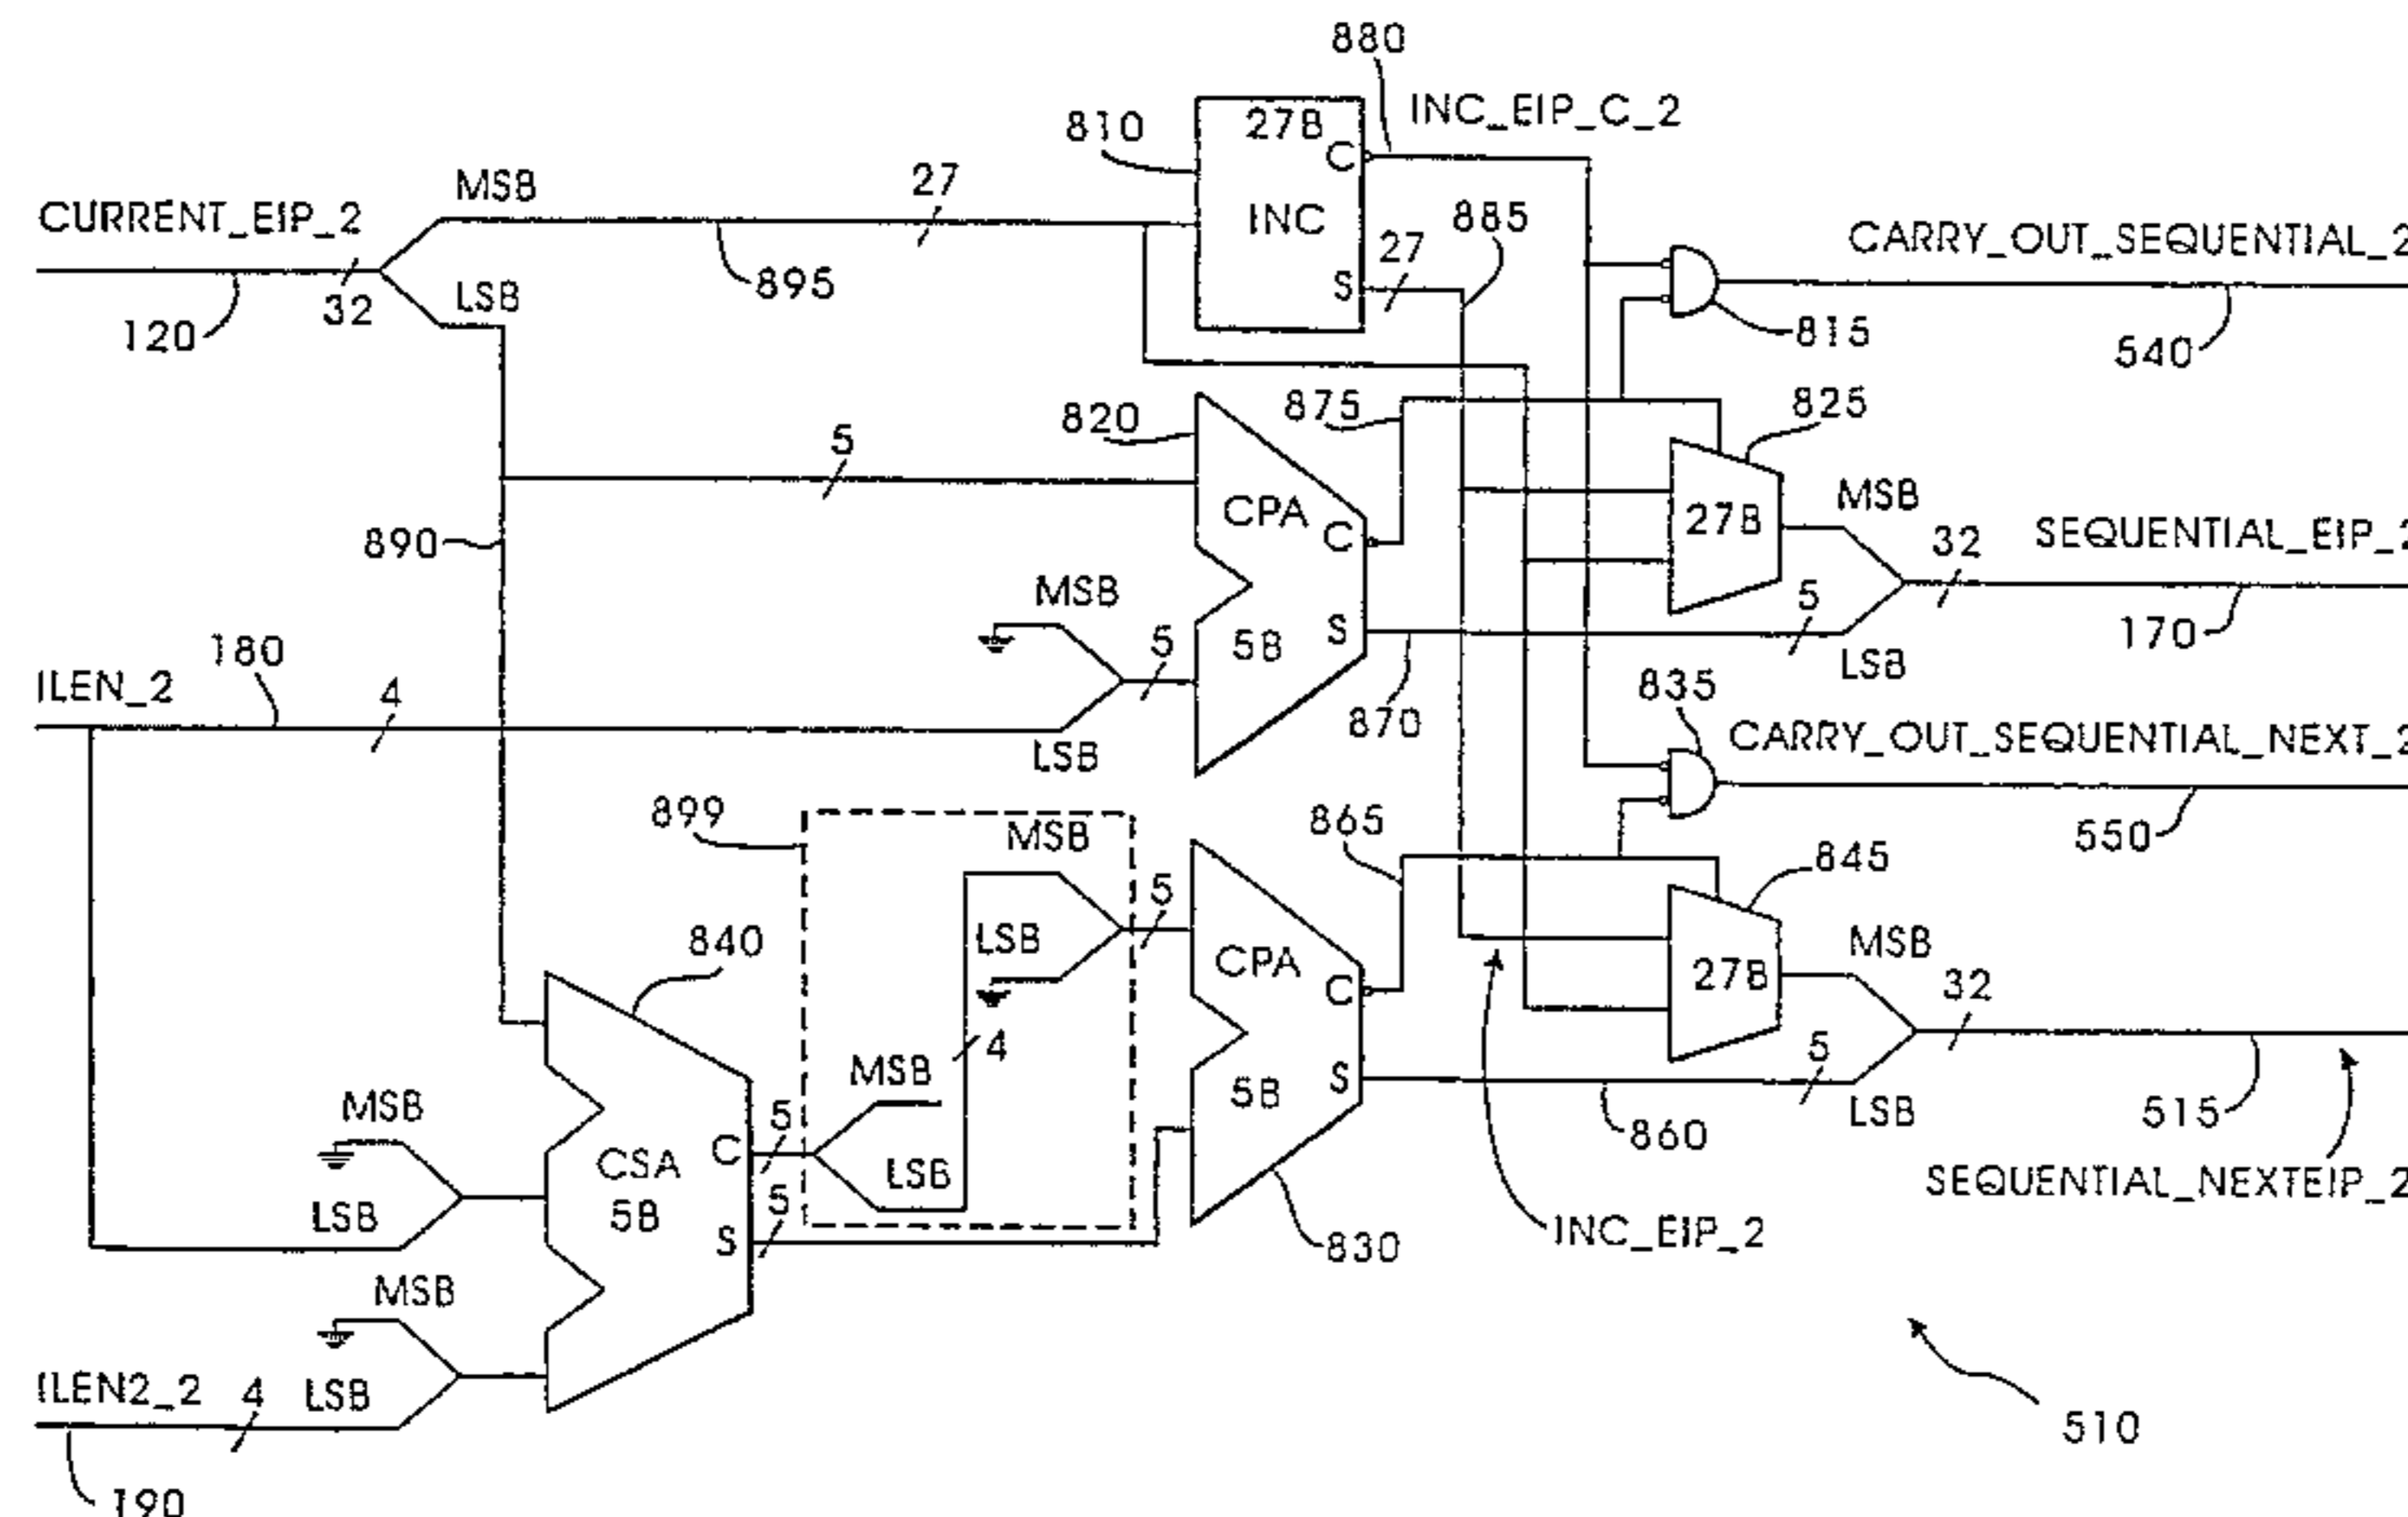 880
INC_EIP_C_2
810
27B
C
MSB
27
CURRENT_EIP_2
INC
885
27
CARRY_OUT_SEQUENTIAL_2
895
LSB
S
32
120
815
540
820
875
825
5
CPA
C
27B
MSB
SEQUENTIAL_EIP_2
890
32
MSB
5
S
5B
5
170
180
ILEN_2
4
LSB
835
870
LSB
CARRY_OUT_SEQUENTIAL_NEXT_2
899
MSB
865
550
845
5
840
LSB
CPA
C
MSB
27B
32
4
MSB
S
5
5B
MSB
5
C
CSA
LSB
860
LSB
515
LSB
5B
5
S
SEQUENTIAL_NEXTEIP_2
INC_EIP_2
830
MSB
ILEN2_2
4
LSB
510
190